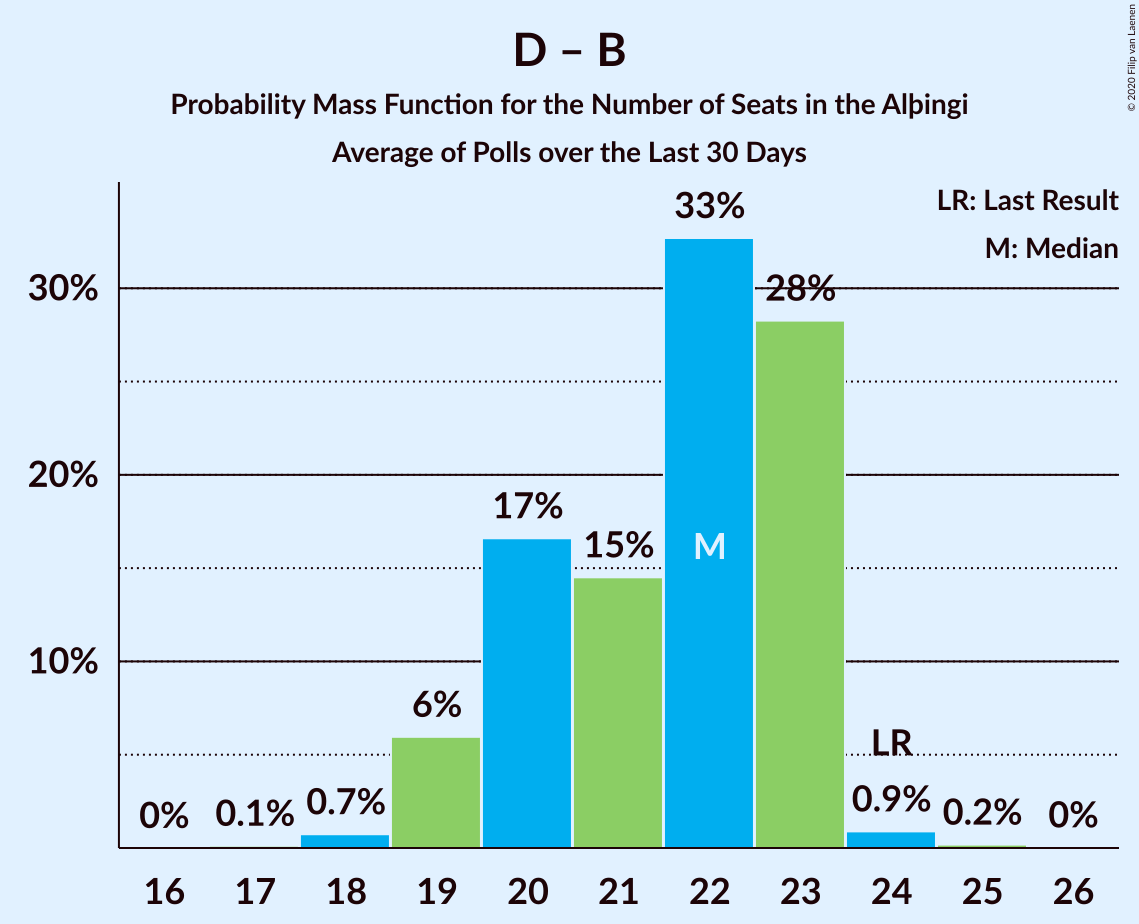 D – B
Probability Mass Function for the Number of Seats in the Alþingi
Average of Polls over the Last 30 Days
© 2020 Filip van Laenen
LR: Last Result
M: Median
30%
20%
10%
0%
0.1%
0.7%
6%
17%
15%
33%
M
28%
LR
0.9%
0.2%
0%
16 17 18 19 20 21 22 23 24 25 26